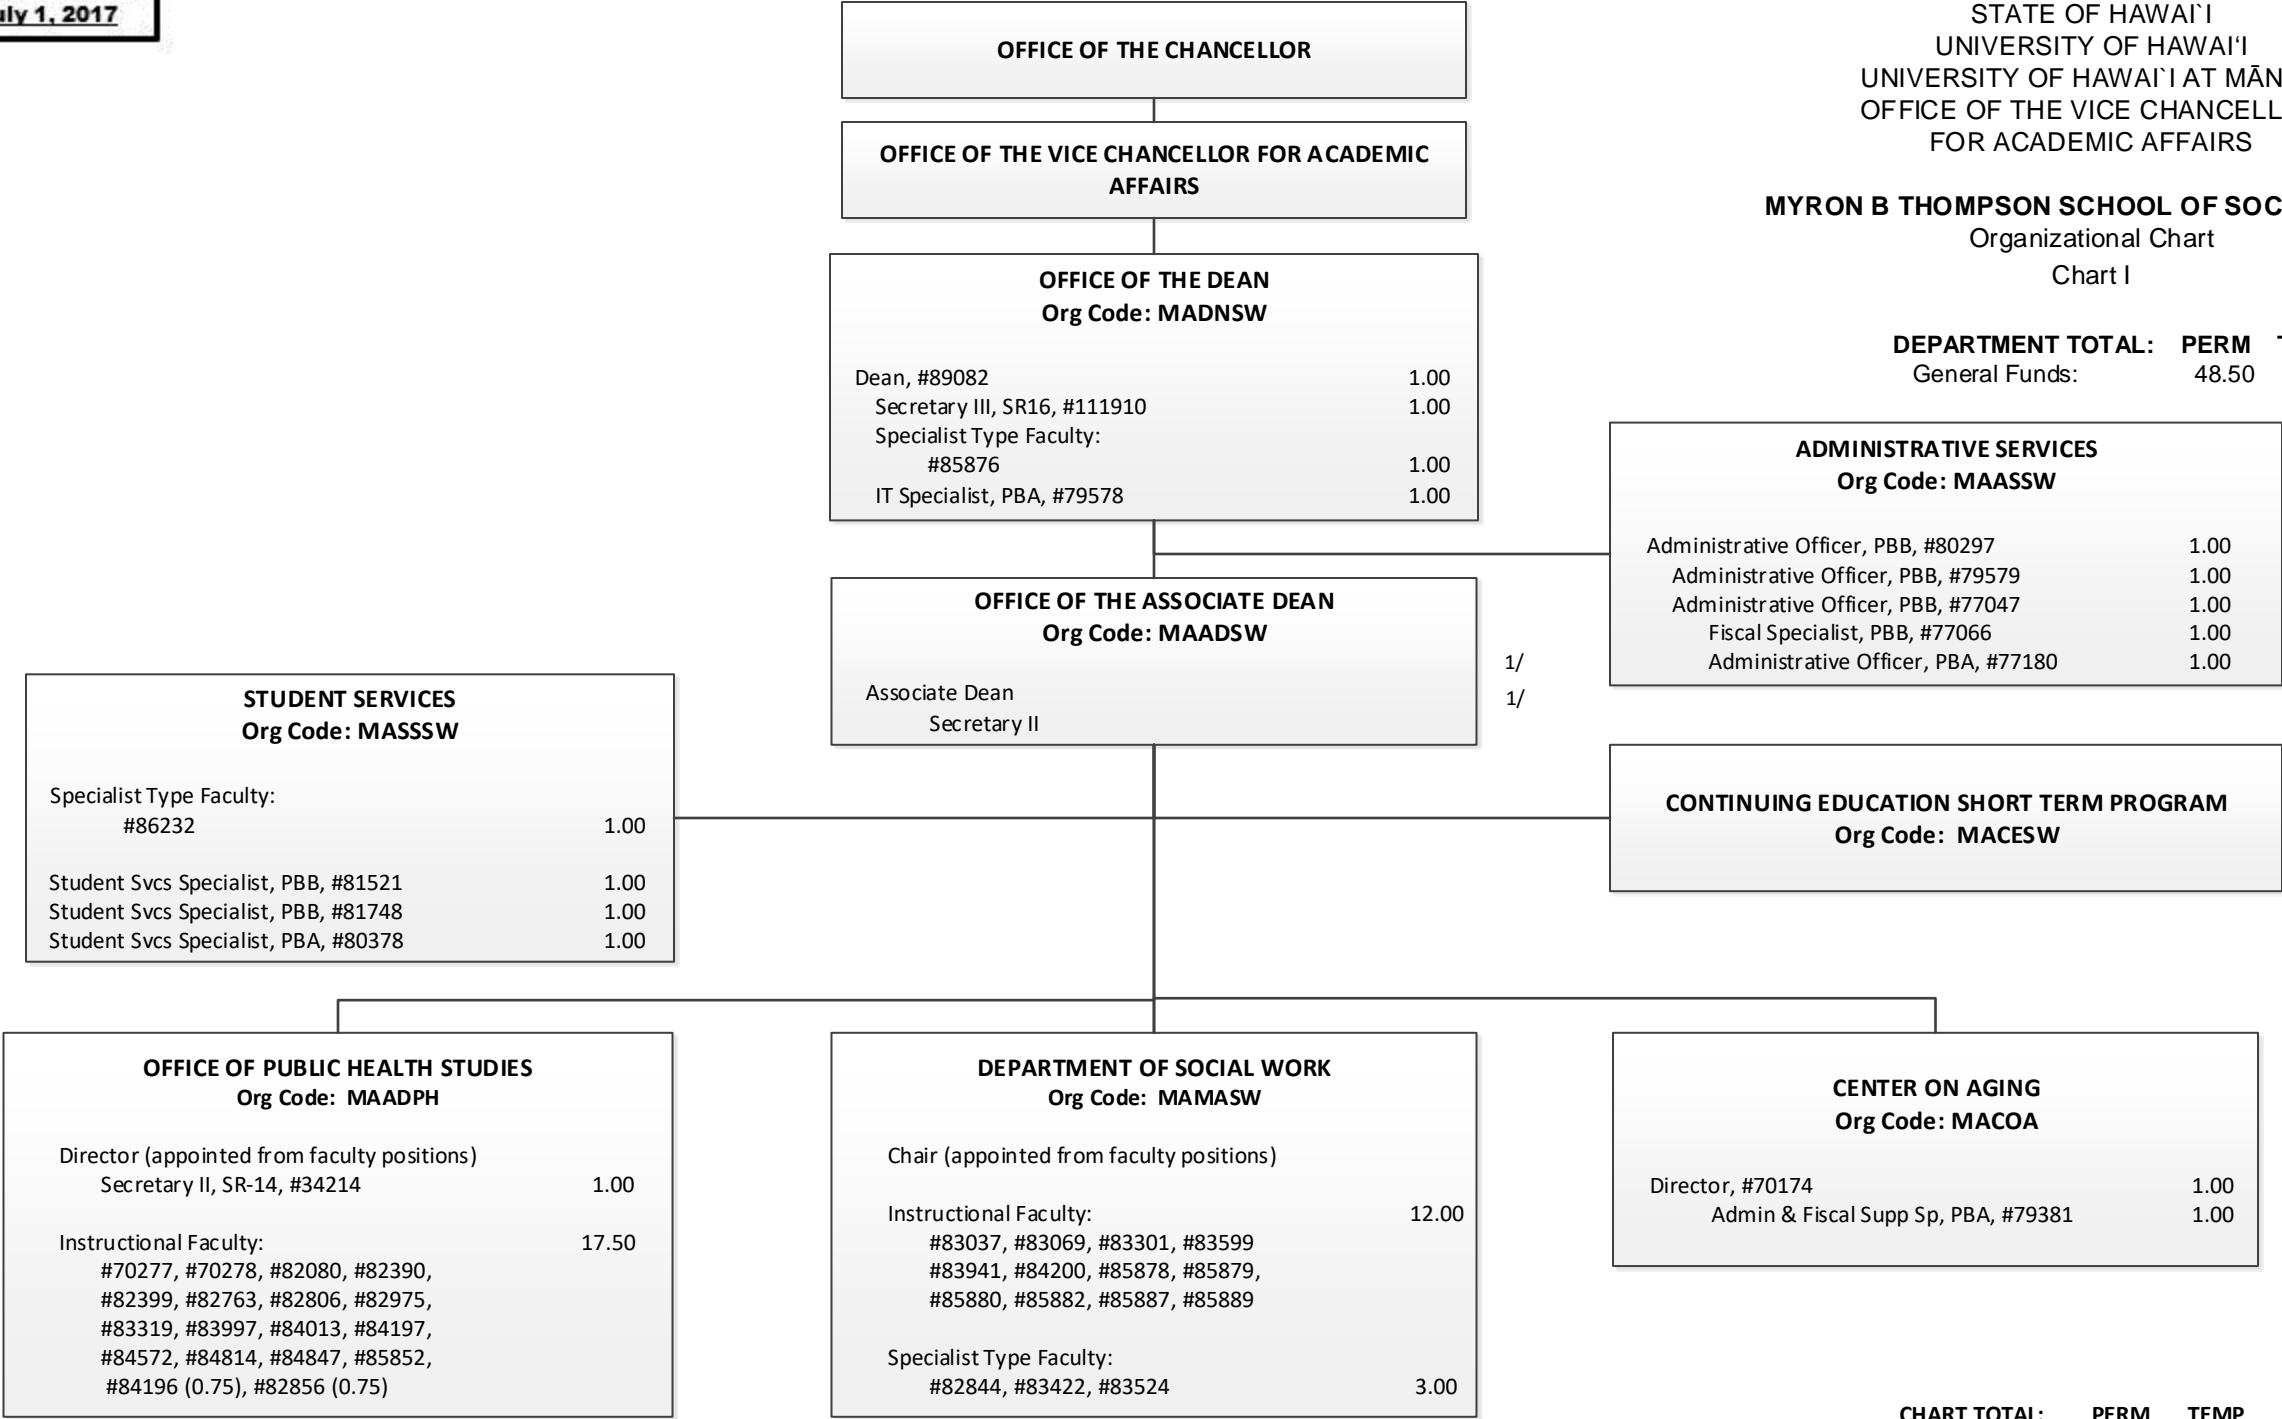 July 1, 2017
OFFICE OF THE CHANCELLOR
OFFICE OF THE VICE CHANCELLOR FOR ACADEMIC
AFFAIRS
STATE OF HAWAI`I
UNIVERSITY OF HAWAI‘I
UNIVERSITY OF HAWAI`I AT MĀN
OFFICE OF THE VICE CHANCELL
FOR ACADEMIC AFFAIRS
MYRON B THOMPSON SCHOOL OF SOC
Organizational Chart
Chart I
DEPARTMENT TOTAL: PERM T
General Funds: 48.50
OFFICE OF THE DEAN
Org Code: MADNSW
Dean, #89082 1.00
Secretary III, SR16, #111910 1.00
Specialist Type Faculty:
#85876 1.00
IT Specialist, PBA, #79578 1.00
ADMINISTRATIVE SERVICES
Org Code: MAASSW
Administrative Officer, PBB, #80297 1.00
Administrative Officer, PBB, #79579 1.00
Administrative Officer, PBB, #77047 1.00
Fiscal Specialist, PBB, #77066 1.00
Administrative Officer, PBA, #77180 1.00
OFFICE OF THE ASSOCIATE DEAN
Org Code: MAADSW
Associate Dean 1/
Secretary II 1/
STUDENT SERVICES
Org Code: MASSSW
Specialist Type Faculty:
#86232 1.00
Student Svcs Specialist, PBB, #81521 1.00
Student Svcs Specialist, PBB, #81748 1.00
Student Svcs Specialist, PBA, #80378 1.00
CONTINUING EDUCATION SHORT TERM PROGRAM
Org Code: MACESW
OFFICE OF PUBLIC HEALTH STUDIES
Org Code: MAADPH
Director (appointed from faculty positions)
Secretary II, SR-14, #34214 1.00
Instructional Faculty: 17.50
#70277, #70278, #82080, #82390,
#82399, #82763, #82806, #82975,
#83319, #83997, #84013, #84197,
#84572, #84814, #84847, #85852,
#84196 (0.75), #82856 (0.75)
DEPARTMENT OF SOCIAL WORK
Org Code: MAMASW
Chair (appointed from faculty positions)
Instructional Faculty: 12.00
#83037, #83069, #83301, #83599
#83941, #84200, #85878, #85879,
#85880, #85882, #85887, #85889
Specialist Type Faculty:
#82844, #83422, #83524 3.00
CENTER ON AGING
Org Code: MACOA
Director, #70174 1.00
Admin & Fiscal Supp Sp, PBA, #79381 1.00
CHART TOTAL: PERM TEMP